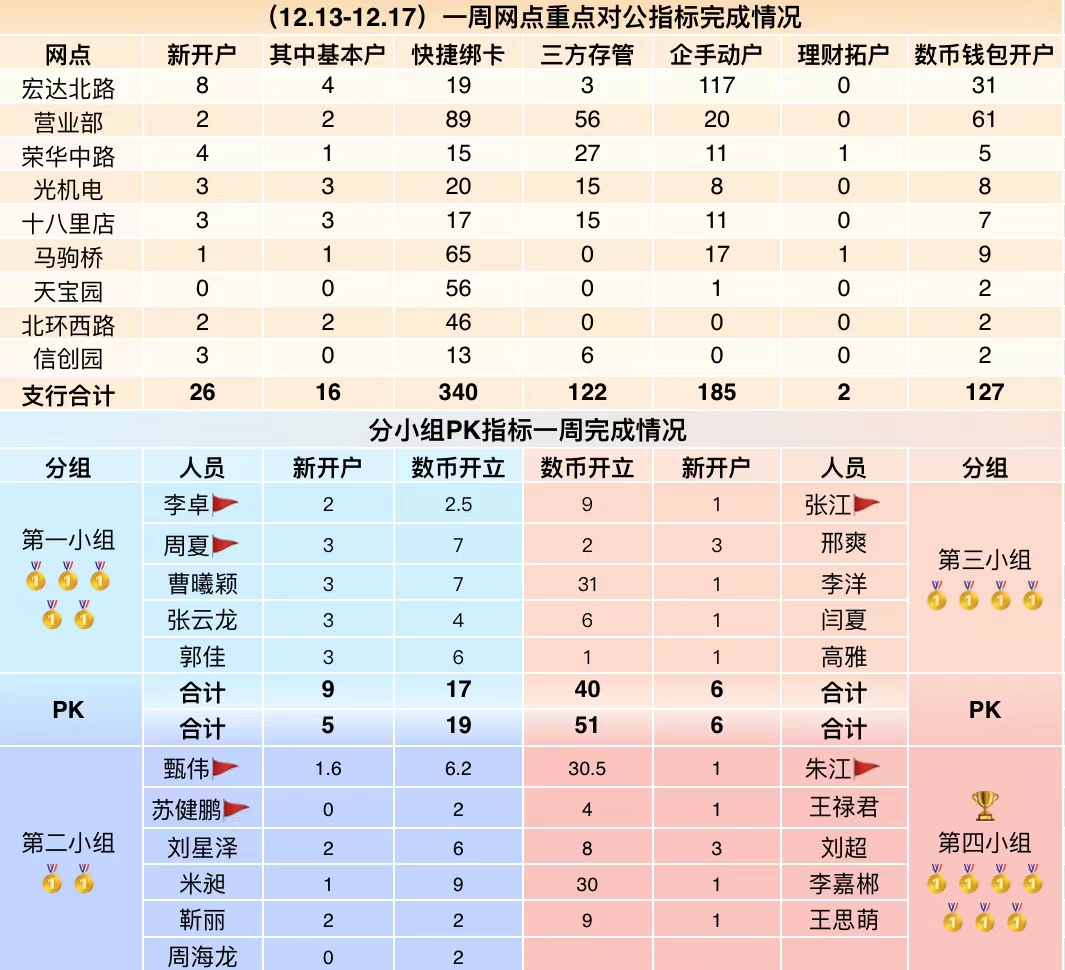 （12.13-12.17）一周网点重点对公指标完成情况
网点 新开户 其中基本户 快捷绑卡 三方存管 企手动户 理财拓户 数币钱包开户
宏达北路 8 4 19 3 117 0 31
营业部 2 2 89 56 20 0 61
荣华中路 4 1 15 27 11 1 5
光机电 3 3 20 15 8 0 8
十八里店 3 3 17 15 11 0 7
马驹桥 1 1 65 0 17 1 9
天宝园 0 0 56 0 1 0 2
北环西路 2 2 46 0 0 0 2
信创园 3 0 13 6 0 0 2
支行合计 26 16 340 122 185 2 127
分小组PK指标一周完成情况
分组 人员 新开户 数币开立 数币开立 新开户 人员 分组
李卓 2 2.5 9 1 张江
第一小组 周夏 3 7 2 3 邢爽 第三小组
曹曦颖 3 7 31 1 李洋
张云龙 3 4 6 1 闫夏
郭佳 3 6 1 1 高雅
PK 合计 9 17 40 6 合计 PK
合计 5 19 51 6 合计
甄伟 1.6 6.2 30.5 1 朱江
苏健鹏 0 2 4 1 王禄君
第二小组 刘星泽 2 6 8 3 刘超 第四小组
米昶 1 9 30 1 李嘉郴
靳丽 2 2 9 1 王思萌
周海龙 0 2